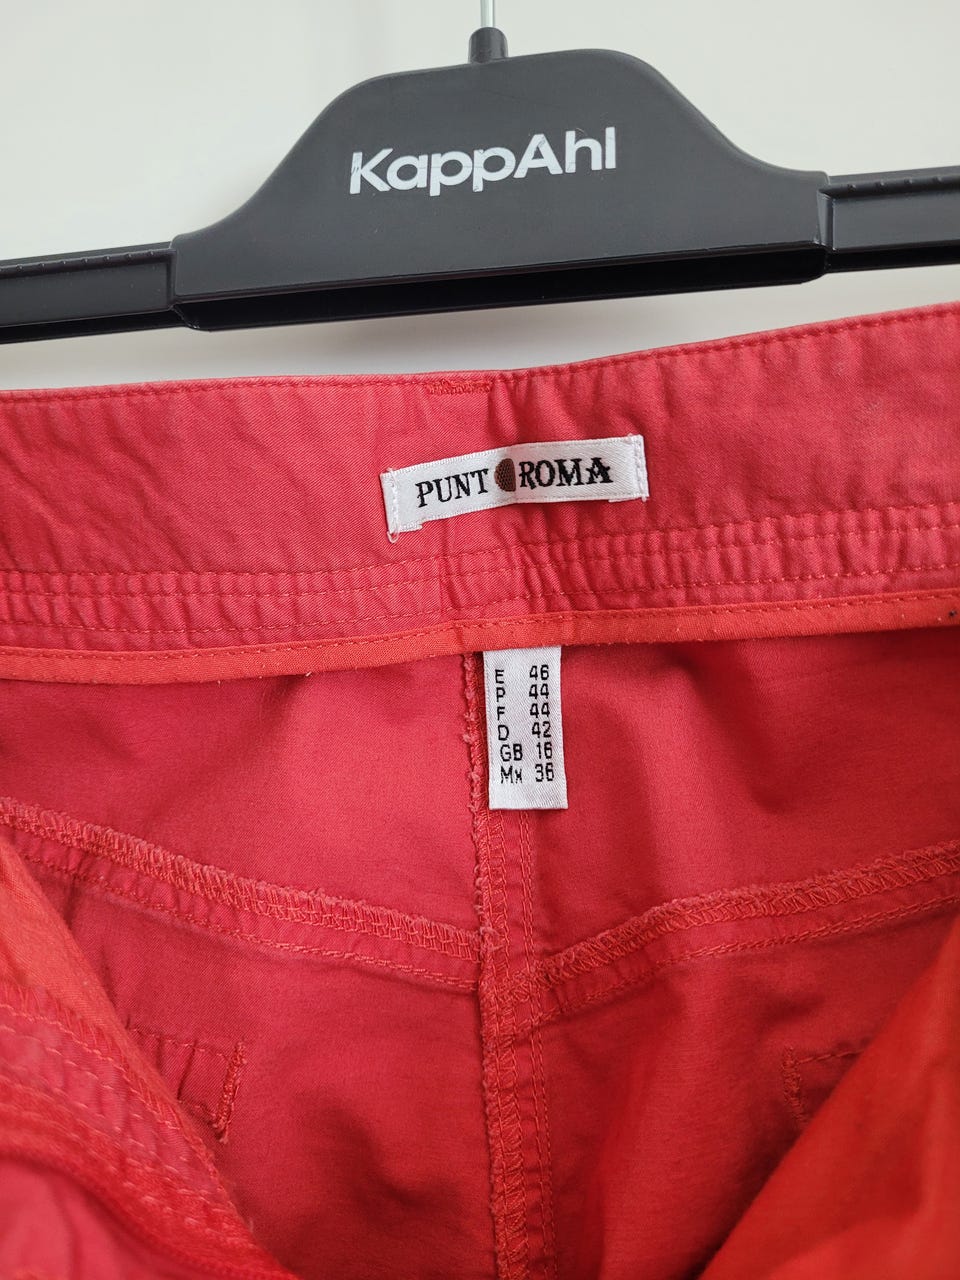 KappAhl
PUNT ROMA
E 46
P 44
F 44
D 42
GB 16
Mx 36